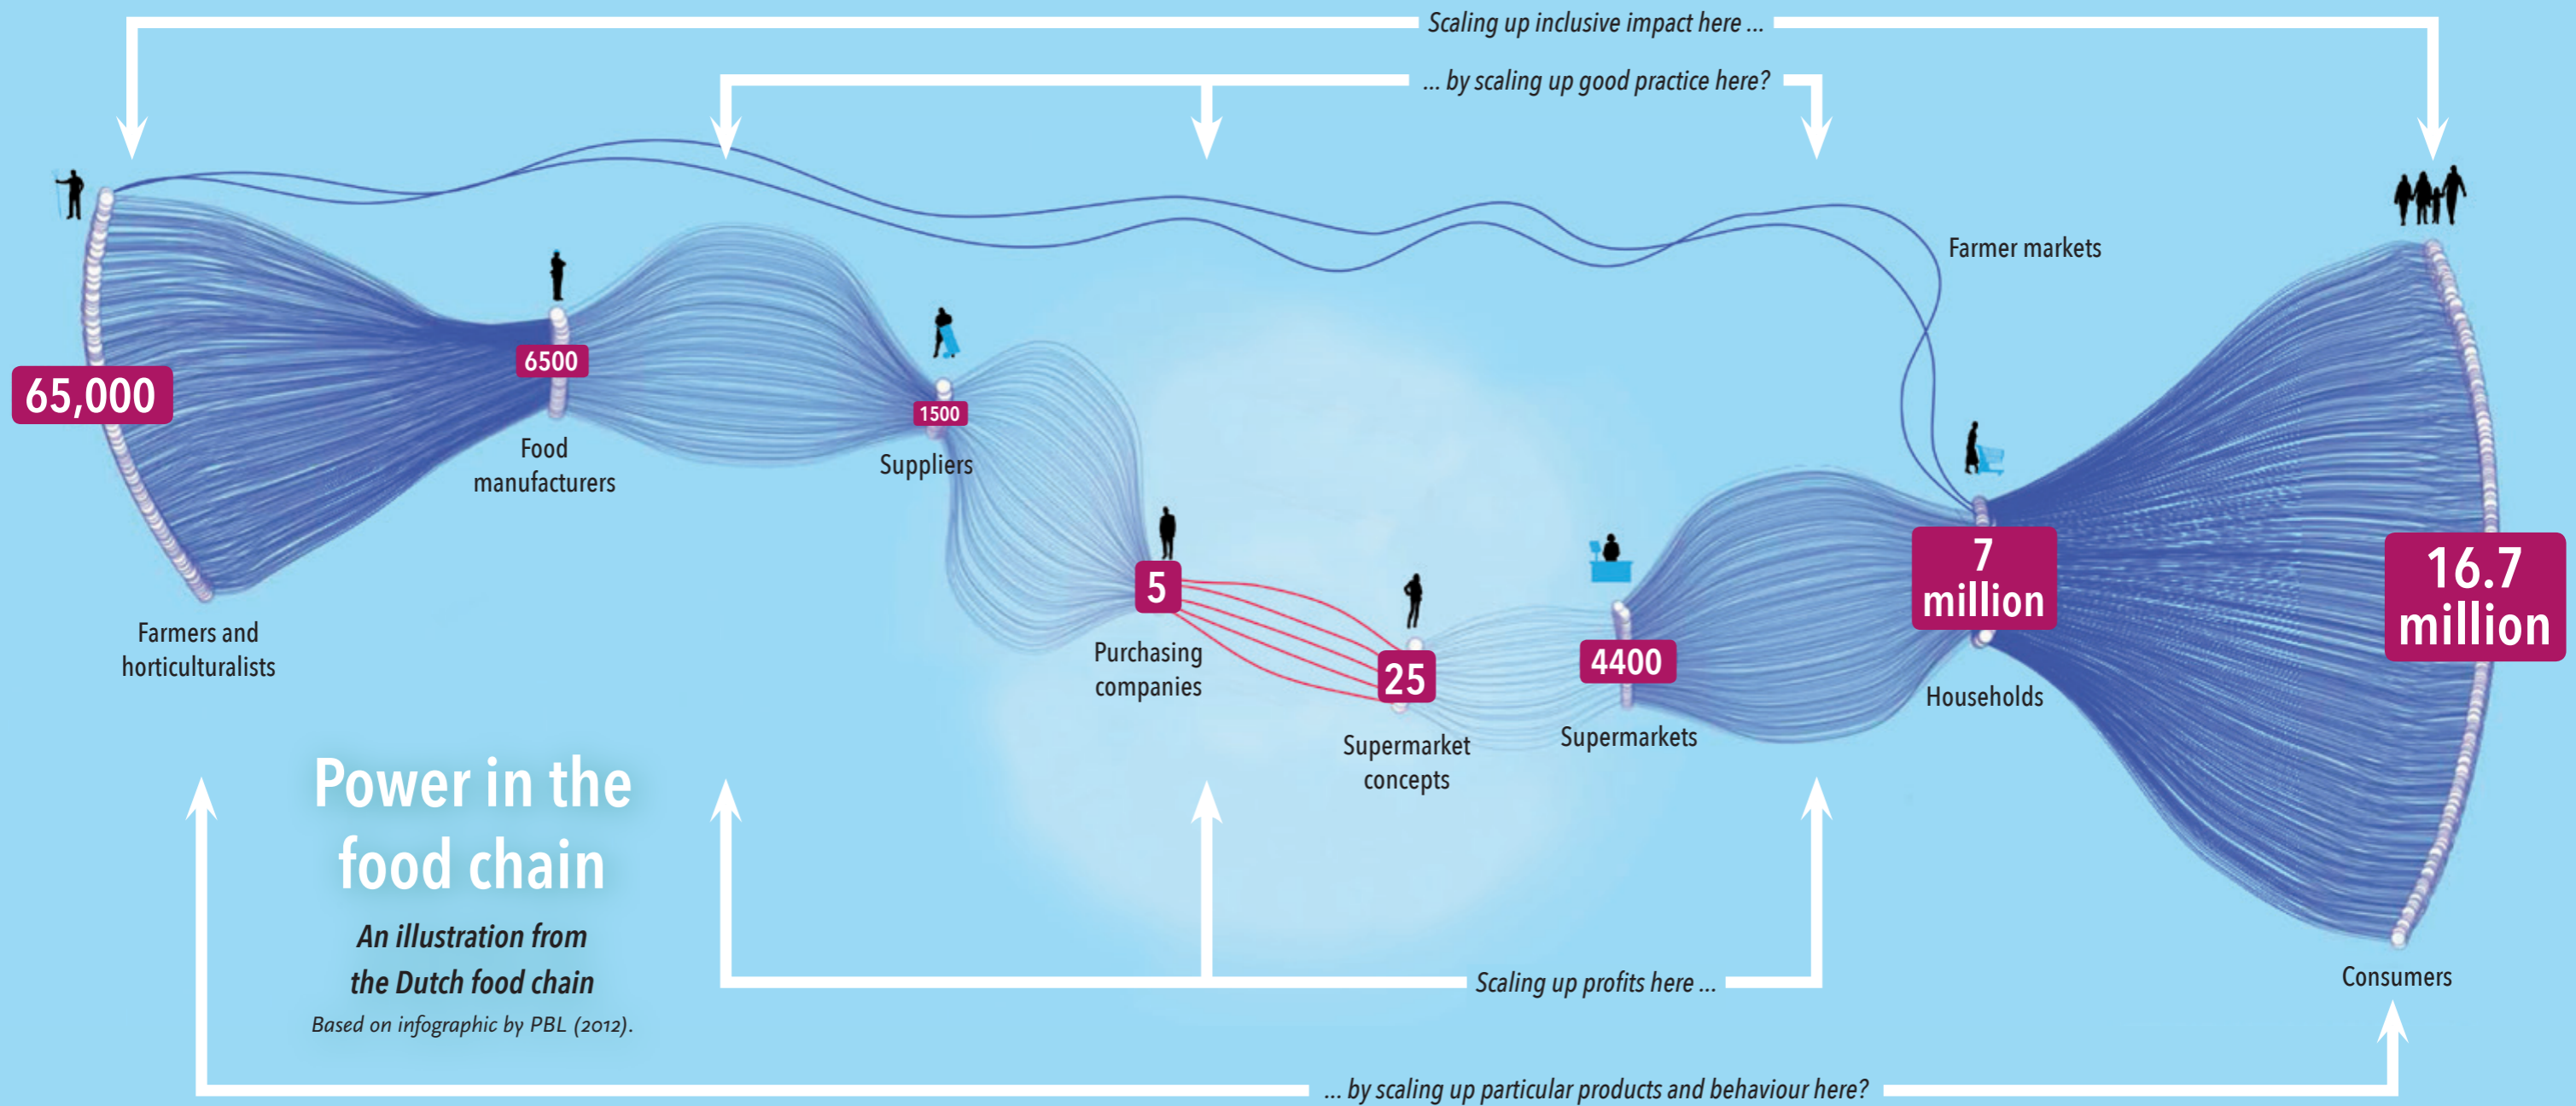 Scaling up inclusive impact here ...
... by scaling up good practice here?
Farmer markets
65,000
Farmers and
horticulturalists
6500
Food
manufacturers
1500
Suppliers
5
Purchasing
companies
25
Supermarket
concepts
4400
Supermarkets
7
million
Households
16.7
million
Consumers
Power in the
food chain
An illustration from
the Dutch food chain
Based on infographic by PBL (2012).
Scaling up profits here ...
... by scaling up particular products and behaviour here?